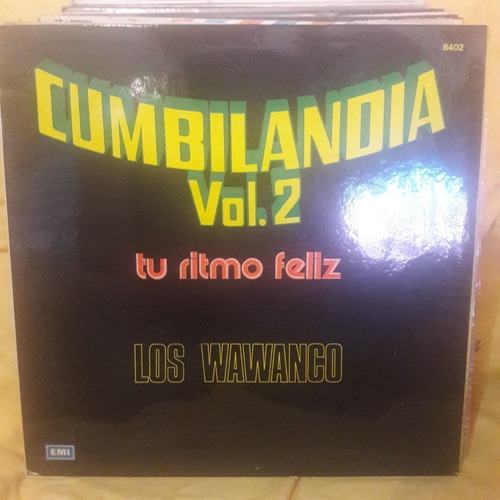 8402
CUMBILANDIA
Vol. 2
tu ritmo feliz
LOS WAWANCO
EMI